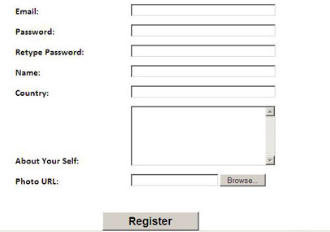 Email:
Password:
Retype Password:
Name:
Country:
About Your Self:
Photo URL:
Browse...
Register